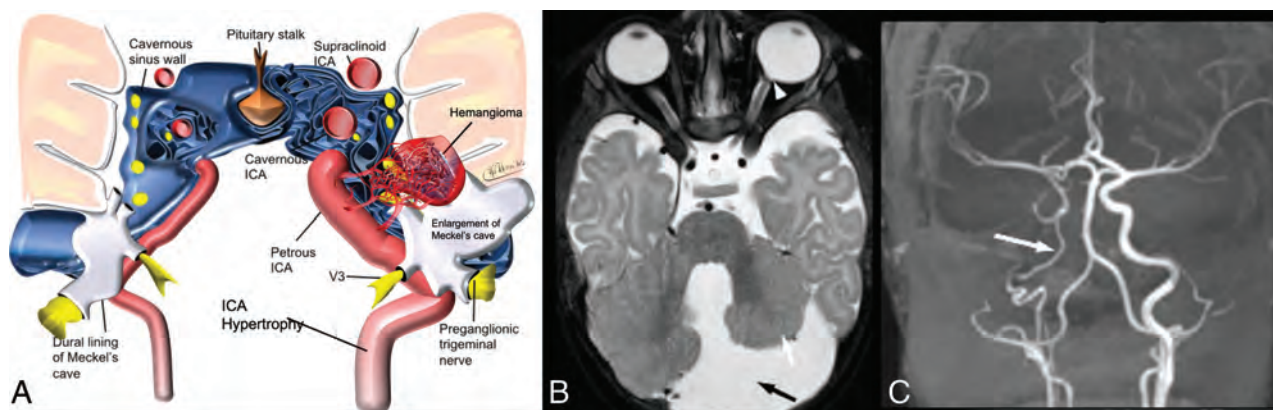 Cavernous
sinus wall
Pituitary stalk
Supraclinoid
ICA
Hemangioma
Cavernous
ICA
Enlargement of
Meckel's cave
Petrous
ICA
V3
ICA
Hypertrophy
Preganglionic
trigeminal
nerve
Dural lining
of Meckel's
cave
A
B
C